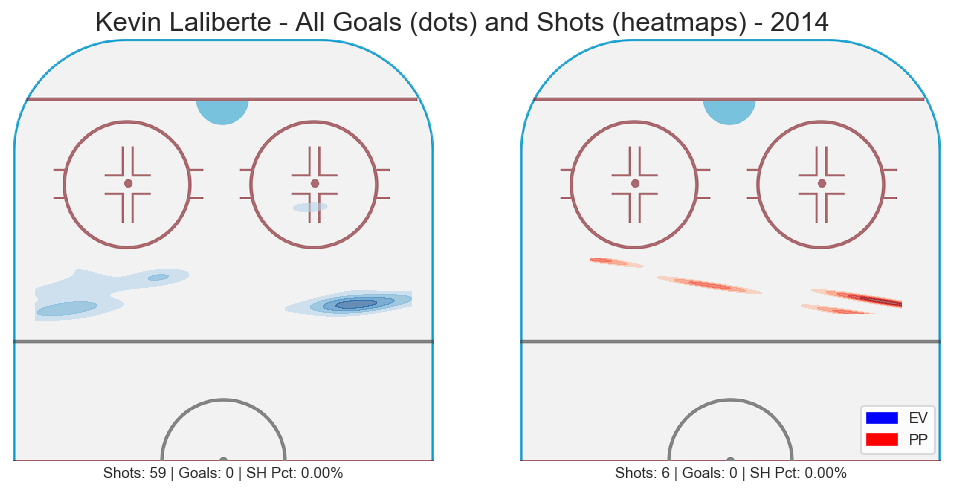 Kevin Laliberte - All Goals (dots) and Shots (heatmaps) - 2014
EV
PP
Shots: 59 | Goals: 0 | SH Pct: 0.00%
Shots: 6 | Goals: 0 | SH Pct: 0.00%